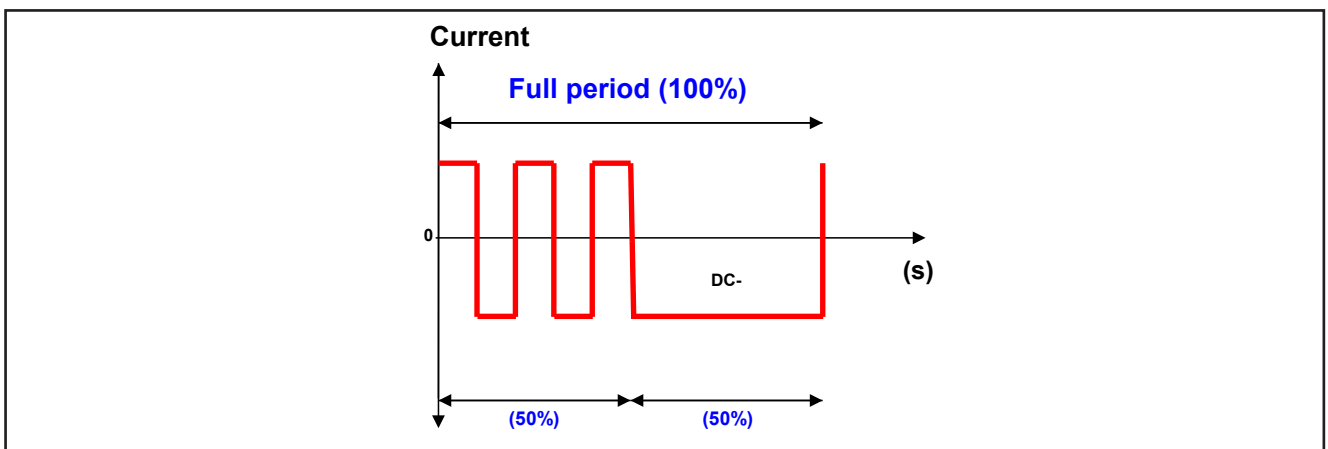 Current
Full period (100%)
0
DC-
(s)
(50%) (50%)